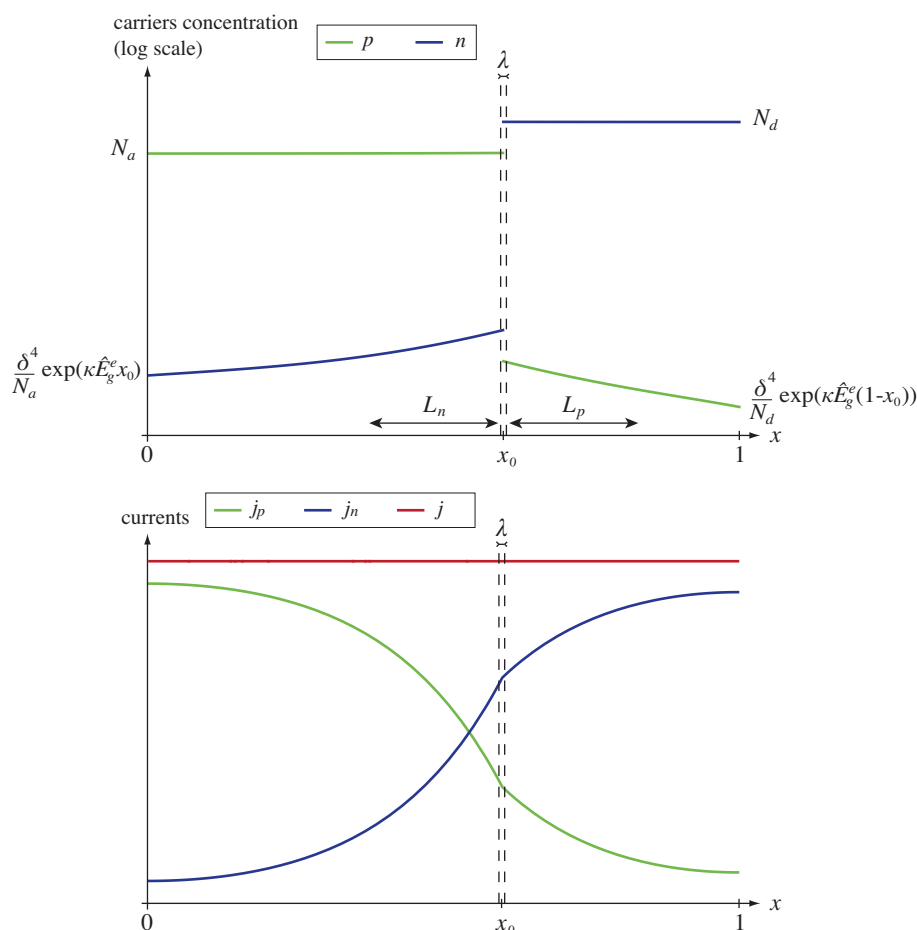 carriers concentration
(log scale)
p n
λ
N_d
N_a
δ^4/N_a exp(κÊ_g^e x_0)
δ^4/N_d exp(κÊ_g^e(1-x_0))
L_n L_p
0 x_0 1 x
currents
j_p j_n j
λ
0 x_0 1 x